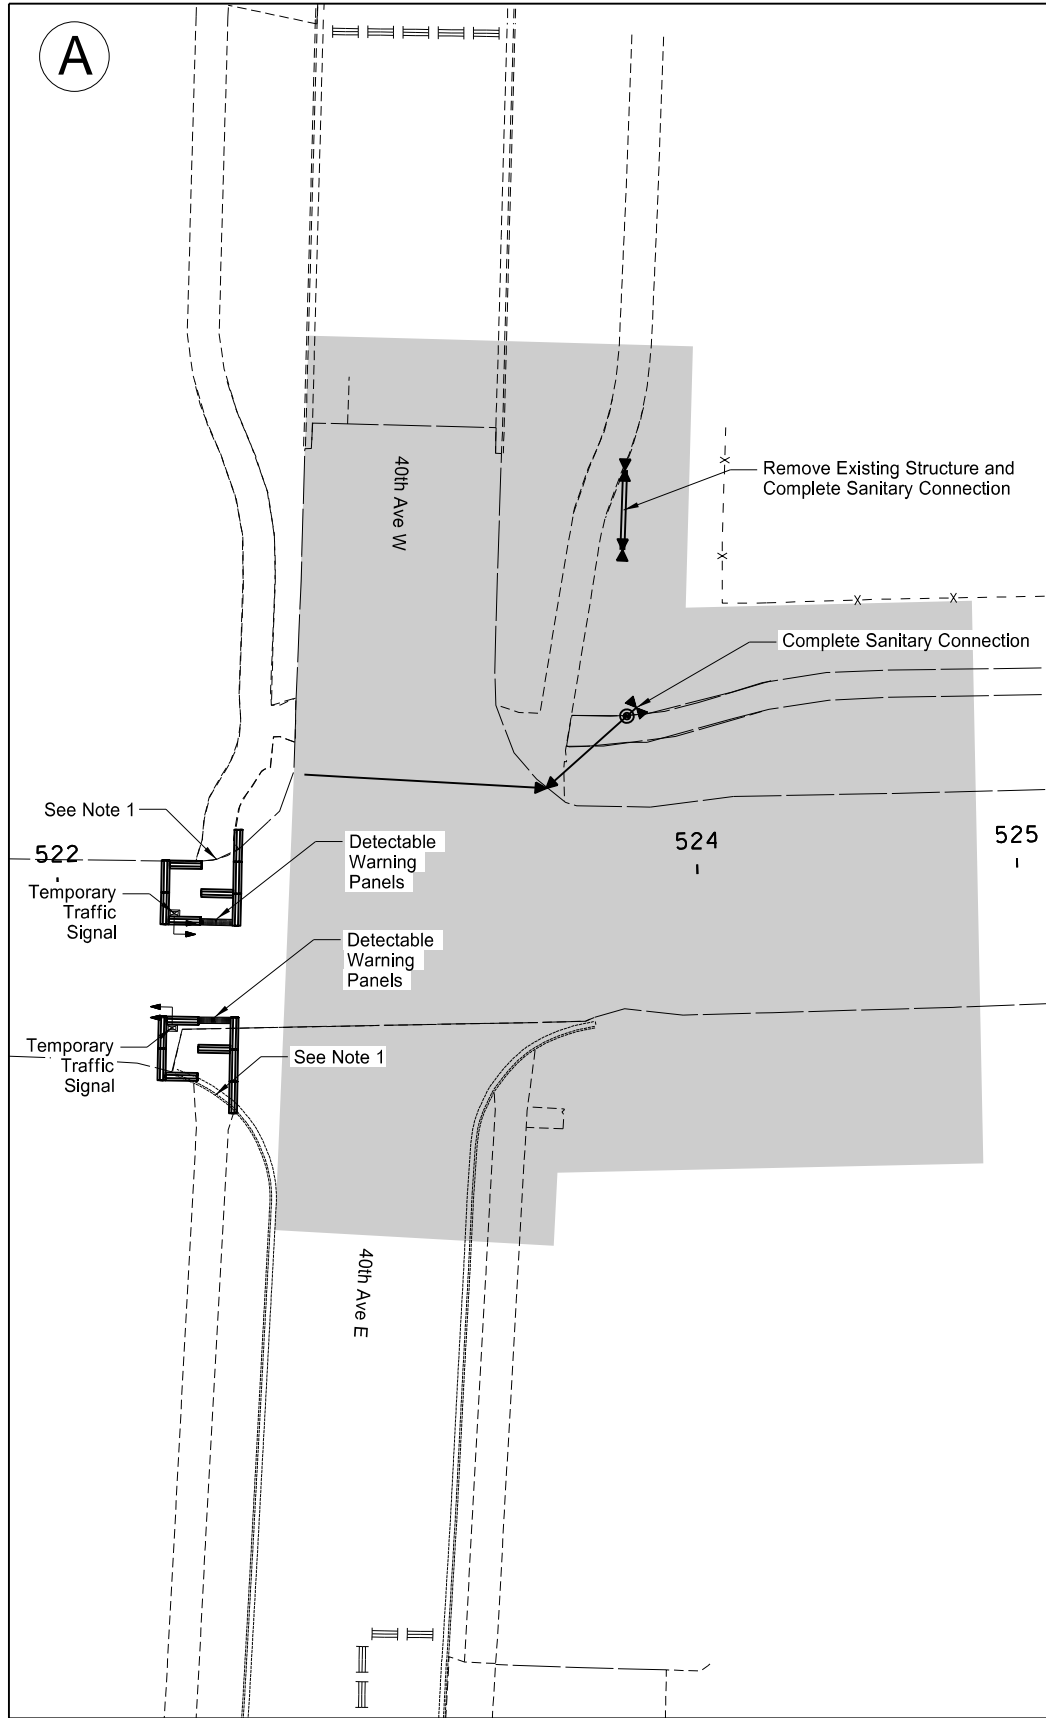 A
40th Ave W
Remove Existing Structure and
Complete Sanitary Connection
Complete Sanitary Connection
See Note 1
522
524
525
Detectable
Warning
Panels
Temporary
Traffic
Signal
Detectable
Warning
Panels
Temporary
Traffic
Signal
See Note 1
40th Ave E